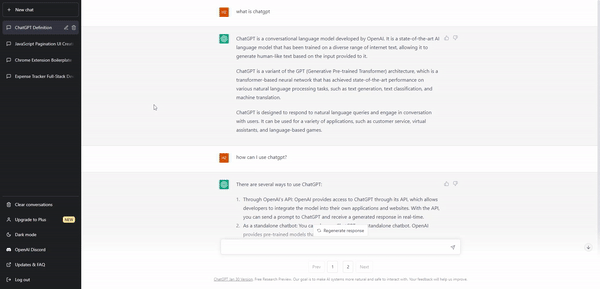 New chat
ChatGPT Definition
JavaScript Pagination UI Creat
Chrome Extension Boilerplate
Expense Tracker Full-Stack De
Clear conversations
Upgrade to Plus
NEW
Dark mode
OpenAI Discord
Updates & FAQ
Log out
what is chatgpt
ChatGPT is a conversational language model developed by OpenAI. It is a state-of-the-art AI
language model that has been trained on a diverse range of internet text, allowing it to
generate human-like text based on the input provided to it.
ChatGPT is a variant of the GPT (Generative Pre-trained Transformer) architecture, which is a
transformer-based neural network that has achieved state-of-the-art performance on
various natural language processing tasks, such as text generation, text classification, and
machine translation.
ChatGPT is designed to respond to natural language queries and engage in conversation
with users. It can be used for a variety of applications, such as customer service, virtual
assistants, and language-based games.
how can I use chatgpt?
There are several ways to use ChatGPT:
1. Through OpenAI's API: OpenAI provides access to ChatGPT through its API, which allows
developers to integrate the model into their own applications and websites. With the API,
you can send a prompt to ChatGPT and receive a generated response in real-time.
2. As a standalone chatbot: You ca
standalone chatbot. OpenAI
provides pre-trained models th
Regenerate response
Prev
1
2
Next
ChatGPT Jan 30 Version. Free Research Preview. Our goal is to make AI systems more natural and safe to interact with. Your feedback will help us improve.